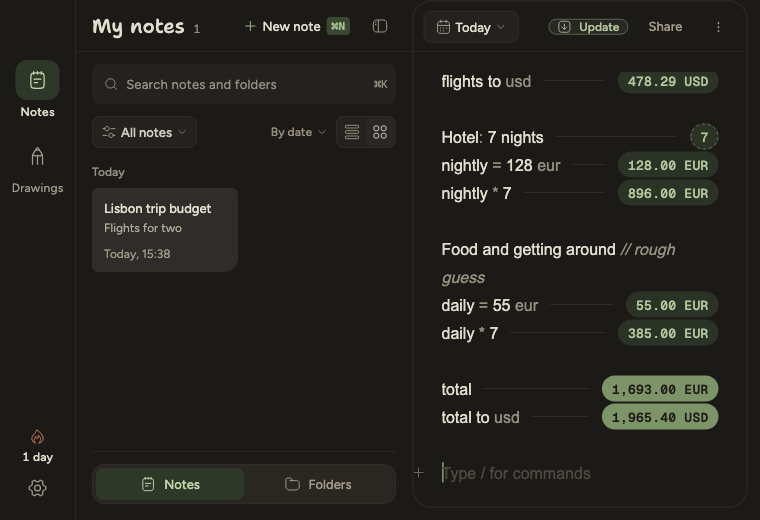 My notes 1
+ New note ⌘N
Today
Update
Share
Notes
Drawings
1 day
Search notes and folders ⌘K
All notes
By date
Today
Lisbon trip budget
Flights for two
Today, 15:38
Notes
Folders
flights to usd 478.29 USD
Hotel: 7 nights 7
nightly = 128 eur 128.00 EUR
nightly * 7 896.00 EUR
Food and getting around // rough
guess
daily = 55 eur 55.00 EUR
daily * 7 385.00 EUR
total 1,693.00 EUR
total to usd 1,965.40 USD
+ Type / for commands